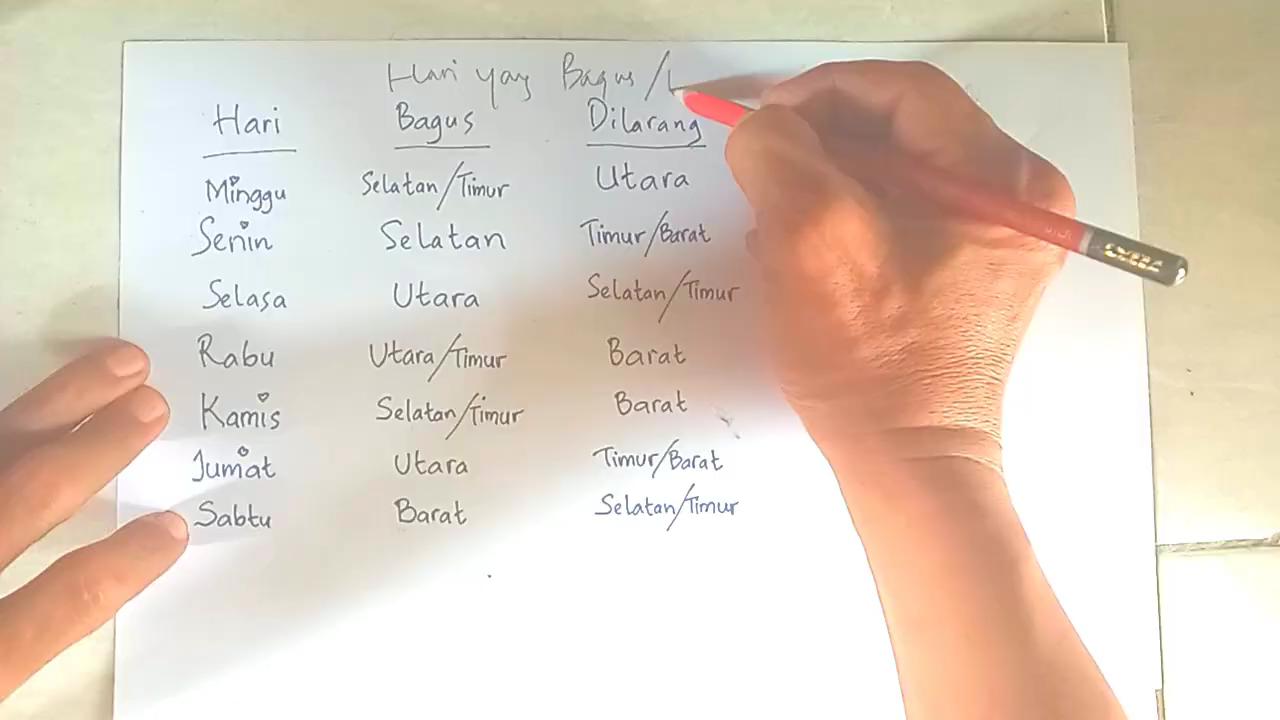 Hari yang Bagus /
Hari Bagus Dilarang
Minggu Selatan/Timur Utara
Senin Selatan Timur/Barat
Selasa Utara Selatan/Timur
Rabu Utara/Timur Barat
Kamis Selatan/Timur Barat
Jumat Utara Timur/Barat
Sabtu Barat Selatan/Timur